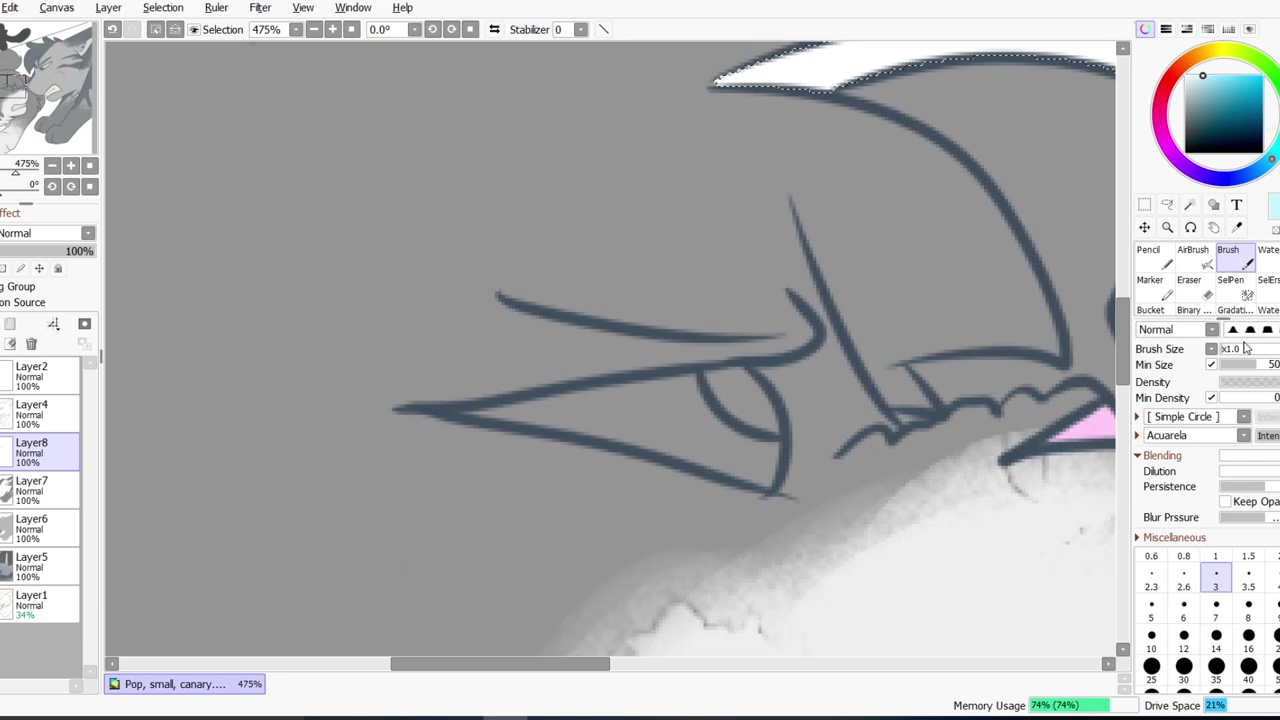 Edit Canvas Layer Selection Ruler Filter View Window Help
Selection 475% 0.0° Stabilizer 0
475%
0°
Normal
100%
Layer2
Normal
100%
Layer4
Normal
100%
Layer8
Normal
100%
Layer7
Normal
100%
Layer6
Normal
100%
Layer5
Normal
100%
Layer1
Normal
34%
T
Pencil AirBrush Brush
Marker Eraser SelPen
Bucket Binary ... Gradati...
Normal
Brush Size x1.0
Min Size 50
Density
Min Density 0
[ Simple Circle ]
Acuarela
Blending
Dilution
Persistence
Keep Opa
Blur Prssure ...
Miscellaneous
0.6 0.8 1 1.5
2.3 2.6 3 3.5
5 6 7 8
10 12 14 16
25 30 35 40
Pop, small, canary.... 475%
Memory Usage 74% (74%) Drive Space 21%